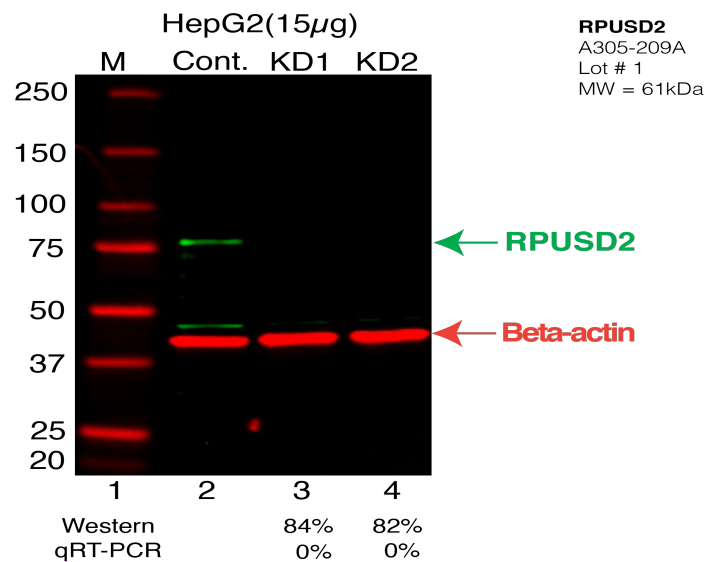 HepG2(15µg)
M Cont. KD1 KD2
RPUSD2
A305-209A
Lot # 1
MW = 61kDa
250
150
100
75
50
37
25
20
RPUSD2
Beta-actin
1 2 3 4
Western 84% 82%
qRT-PCR 0% 0%